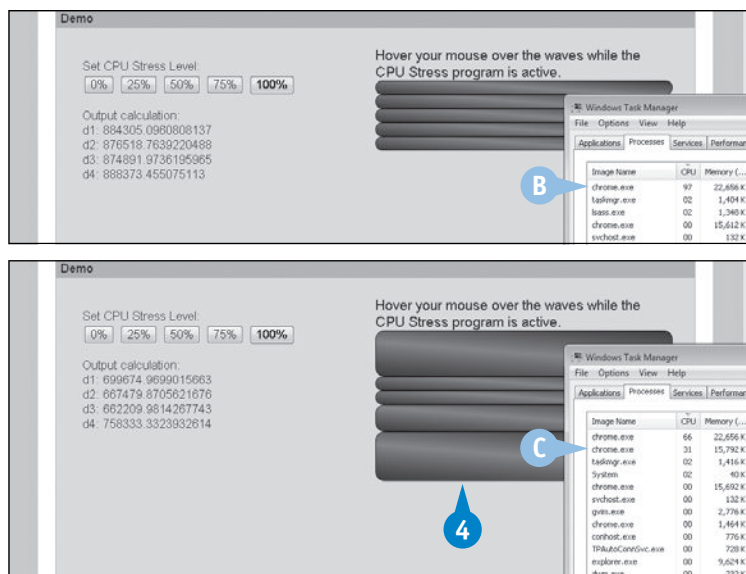 Demo
Set CPU Stress Level:
0% 25% 50% 75% 100%
Output calculation:
d1: 884305.0960808137
d2: 876518.7639220488
d3: 874891.9736195965
d4: 888373.455075113
Hover your mouse over the waves while the
CPU Stress program is active.
Windows Task Manager
File Options View Help
Applications Processes Services Performan
Image Name CPU Memory (...
chrome.exe 97 22,656 K
taskmgr.exe 02 1,404 K
lsass.exe 02 1,348 K
chrome.exe 00 15,612 K
svchost.exe 00 132 K
B
Demo
Set CPU Stress Level:
0% 25% 50% 75% 100%
Output calculation:
d1: 699674.9699015663
d2: 667479.8705621676
d3: 662209.9814267743
d4: 758333.3323932614
Hover your mouse over the waves while the
CPU Stress program is active.
Windows Task Manager
File Options View Help
Applications Processes Services Performan
Image Name CPU Memory (...
chrome.exe 66 22,656 K
chrome.exe 31 15,792 K
taskmgr.exe 02 1,416 K
System 02 40 K
chrome.exe 00 15,692 K
svchost.exe 00 132 K
gvim.exe 00 2,776 K
chrome.exe 00 1,464 K
conhost.exe 00 776 K
TPAutoConnSvc.exe 00 728 K
explorer.exe 00 9,624 K
C
4